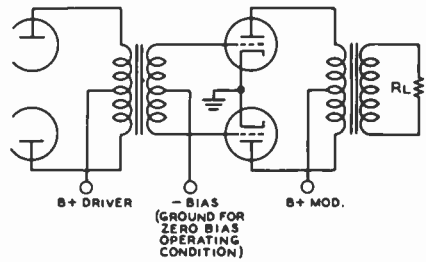 RL
B+ DRIVER
– BIAS
(GROUND FOR
ZERO BIAS
OPERATING
CONDITION)
B+ MOD.